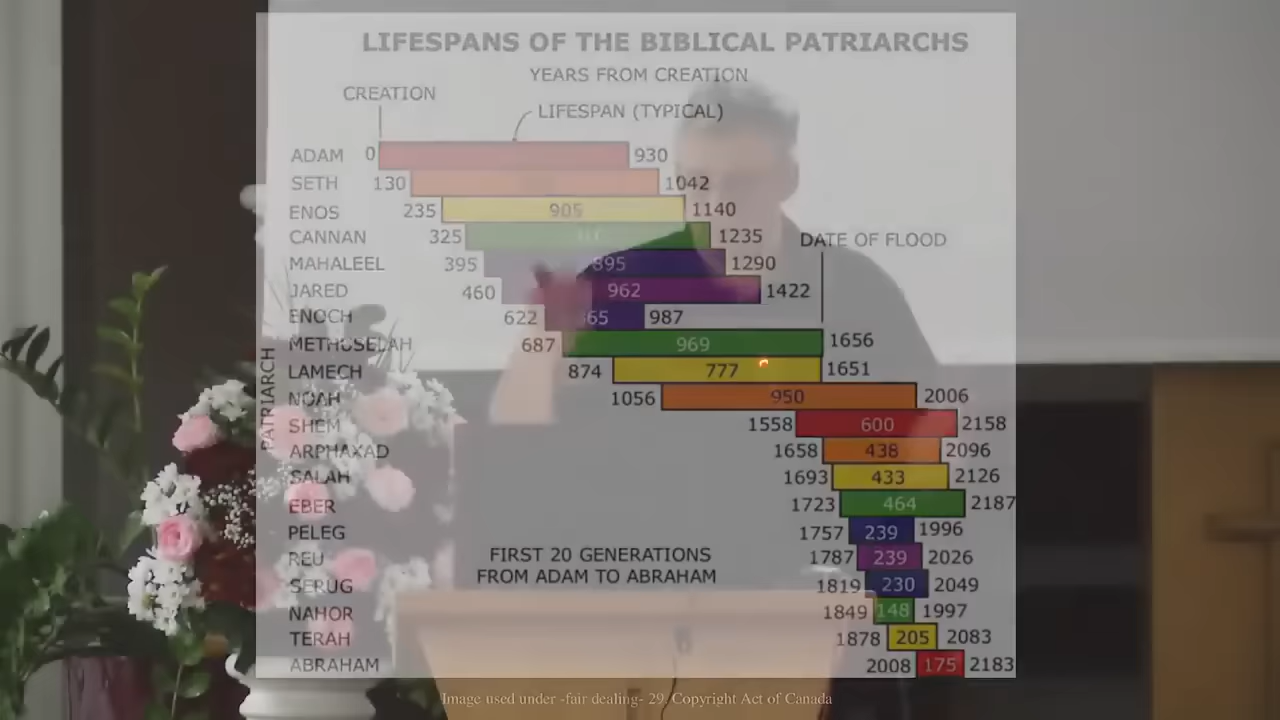 LIFESPANS OF THE BIBLICAL PATRIARCHS
YEARS FROM CREATION
CREATION
LIFESPAN (TYPICAL)
ADAM 0 930
SETH 130 1042
ENOS 235 905 1140
CANNAN 325 1235
DATE OF FLOOD
MAHALEEL 395 895 1290
JARED 460 962 1422
ENOCH 622 365 987
METHOSELAH 687 969 1656
LAMECH 874 777 1651
NOAH 1056 950 2006
SHEM 1558 600 2158
ARPHAXAD 1658 438 2096
SALAH 1693 433 2126
EBER 1723 464 2187
PELEG 1757 239 1996
REU 1787 239 2026
SERUG 1819 230 2049
NAHOR 1849 148 1997
TERAH 1878 205 2083
ABRAHAM 2008 175 2183
PATRIARCH
FIRST 20 GENERATIONS
FROM ADAM TO ABRAHAM
Image used under -fair dealing- 29, Copyright Act of Canada